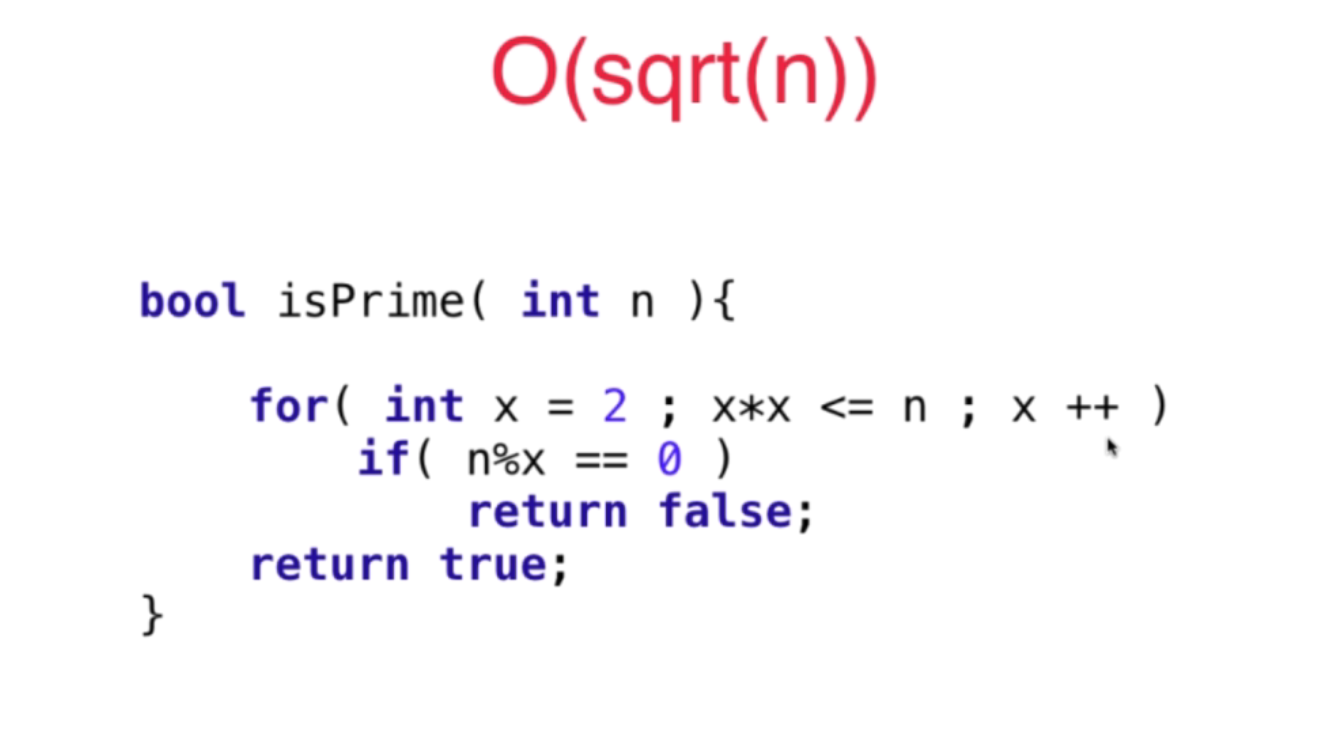 O(sqrt(n))
bool isPrime( int n ){
for( int x = 2 ; x*x <= n ; x ++ )
if( n%x == 0 )
return false;
return true;
}